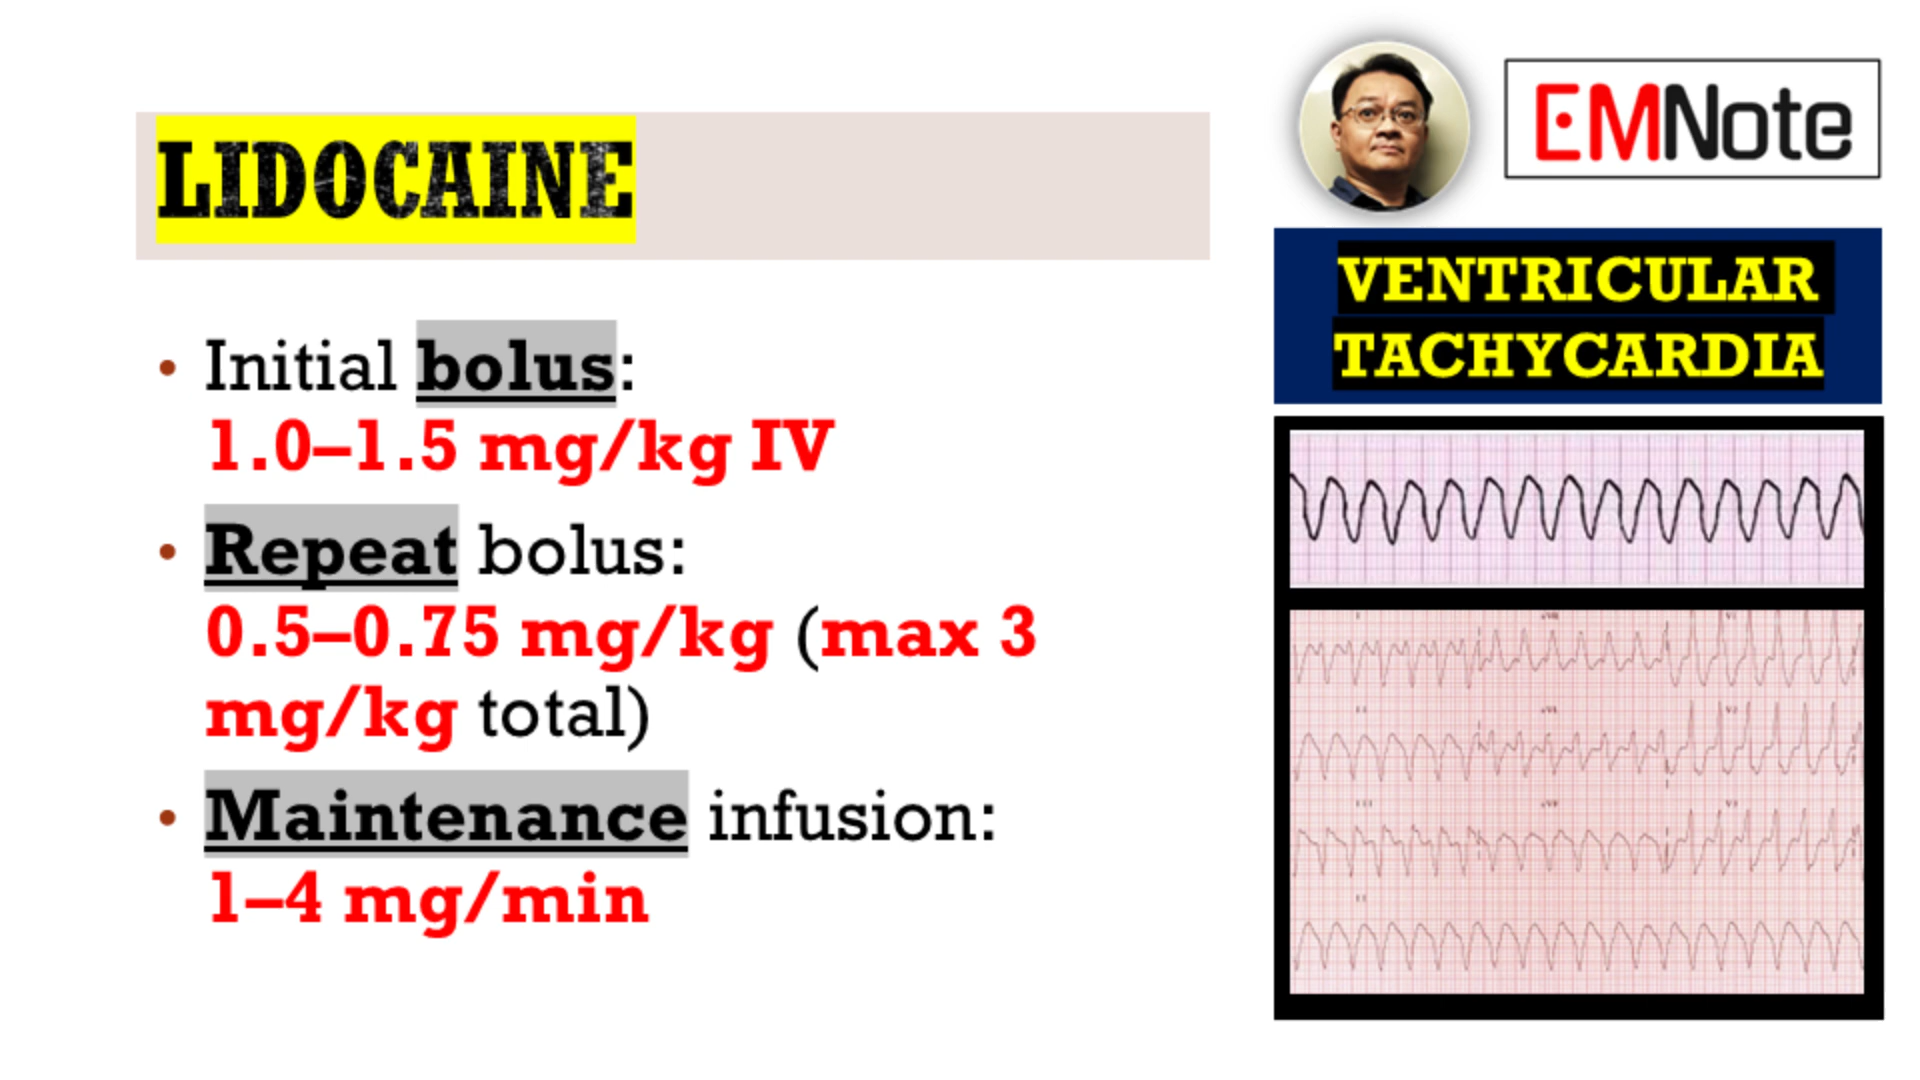 LIDOCAINE
• Initial bolus:
1.0–1.5 mg/kg IV
• Repeat bolus:
0.5–0.75 mg/kg (max 3
mg/kg total)
• Maintenance infusion:
1–4 mg/min
EMNote
VENTRICULAR
TACHYCARDIA